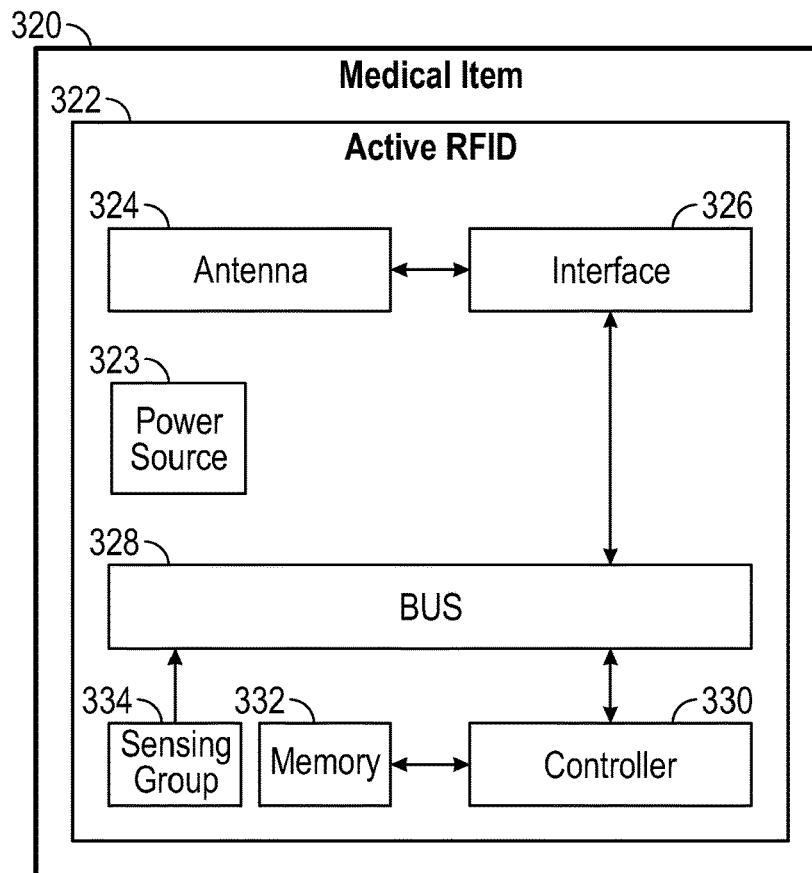 320
Medical Item
322
Active RFID
324
326
Antenna
Interface
323
Power
Source
328
BUS
334
332
330
Sensing
Group
Memory
Controller